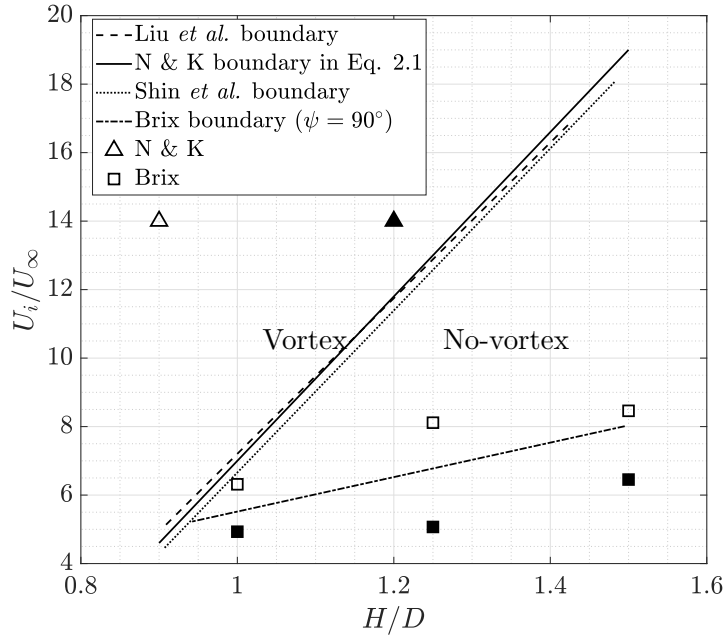 20
18
16
14
12
10
8
6
4
U_i/U_∞
Liu et al. boundary
N & K boundary in Eq. 2.1
Shin et al. boundary
Brix boundary (ψ = 90°)
N & K
Brix
Vortex
No-vortex
0.8 1 1.2 1.4 1.6
H/D